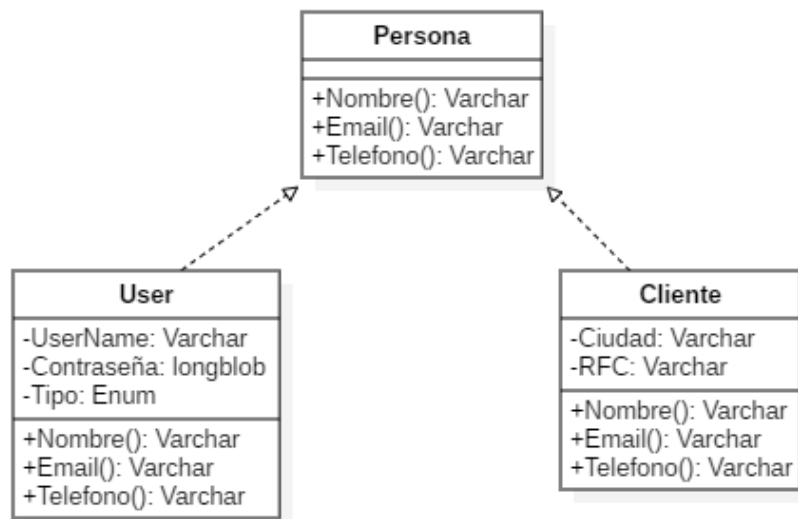 Persona
+Nombre(): Varchar
+Email(): Varchar
+Telefono(): Varchar
User
-UserName: Varchar
-Contraseña: longblob
-Tipo: Enum
+Nombre(): Varchar
+Email(): Varchar
+Telefono(): Varchar
Cliente
-Ciudad: Varchar
-RFC: Varchar
+Nombre(): Varchar
+Email(): Varchar
+Telefono(): Varchar